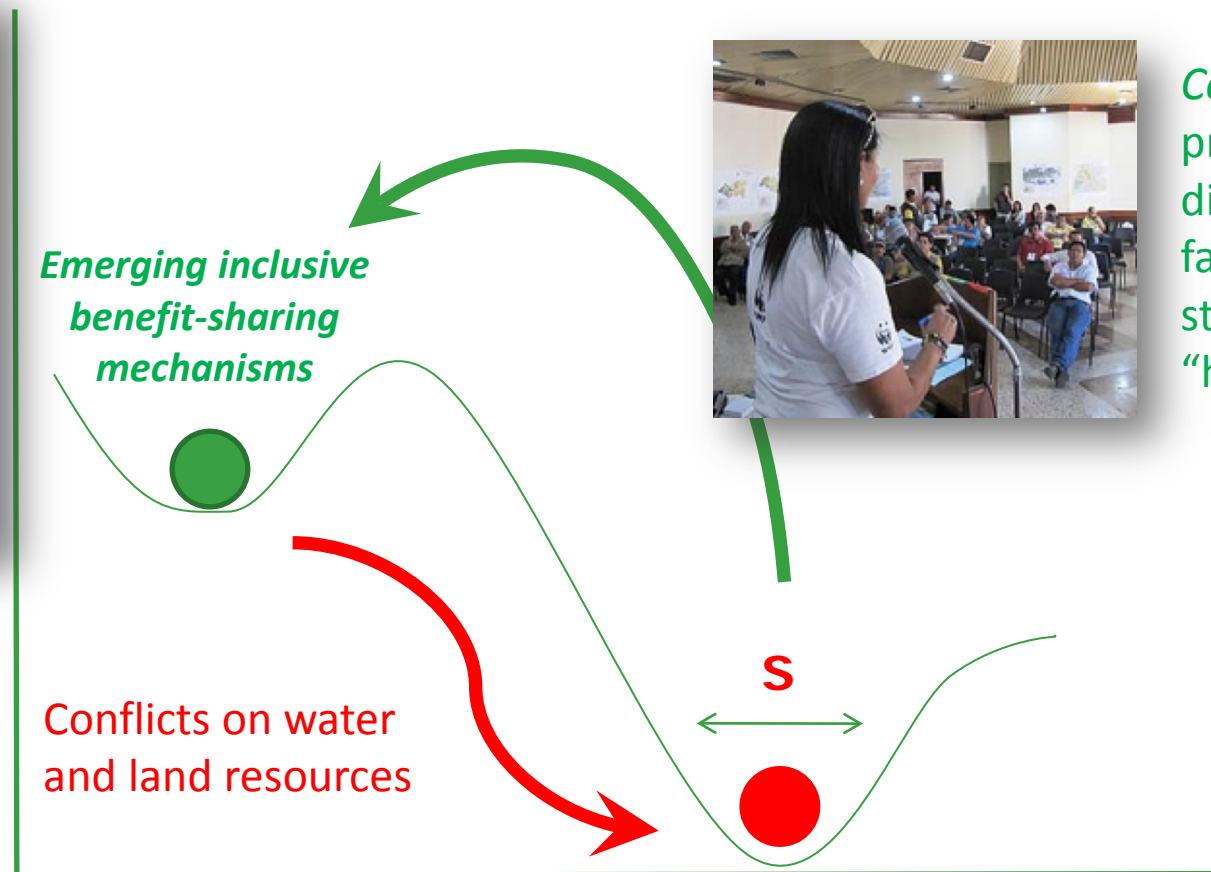 Emerging inclusive
benefit-sharing
mechanisms
Conflicts on water
and land resources
S